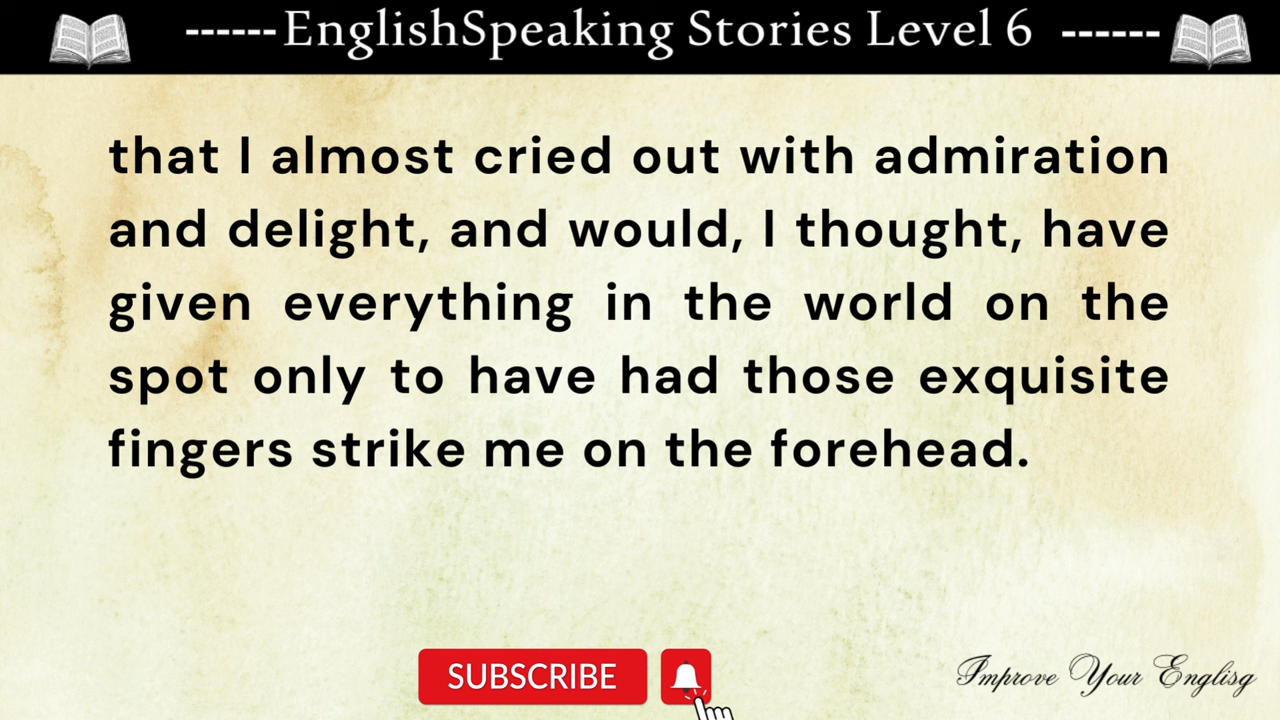 ------EnglishSpeaking Stories Level 6 ------
that I almost cried out with admiration
and delight, and would, I thought, have
given everything in the world on the
spot only to have had those exquisite
fingers strike me on the forehead.
SUBSCRIBE
Improve Your Englisg